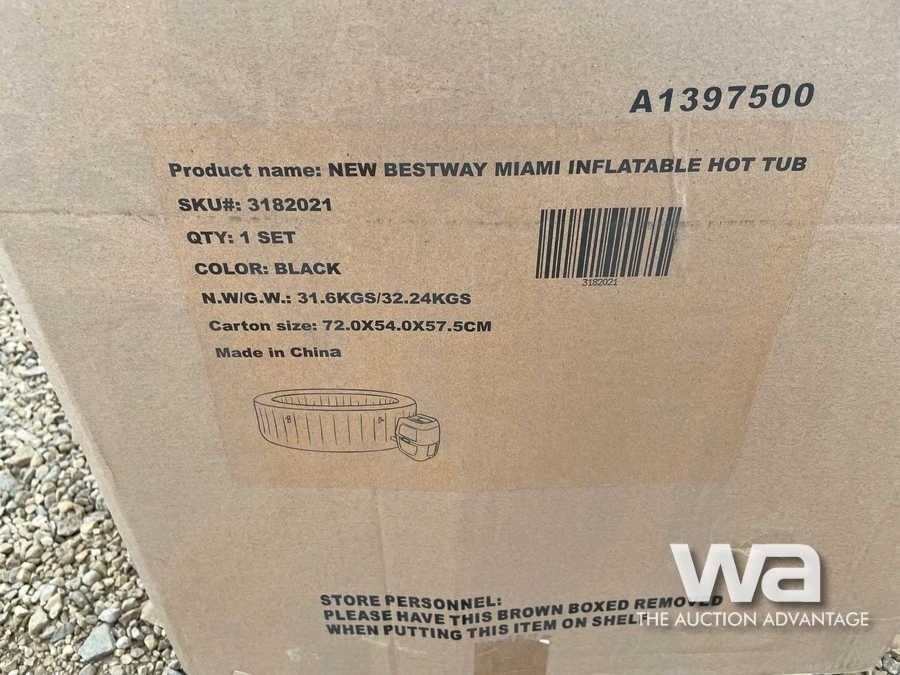 A1397500
Product name: NEW BESTWAY MIAMI INFLATABLE HOT TUB
SKU#: 3182021
QTY: 1 SET
COLOR: BLACK
N.W/G.W.: 31.6KGS/32.24KGS
Carton size: 72.0X54.0X57.5CM
Made in China
3182021
STORE PERSONNEL:
PLEASE HAVE THIS BROWN BOXED REMOVED
WHEN PUTTING THIS ITEM ON SHELF
wa
THE AUCTION ADVANTAGE